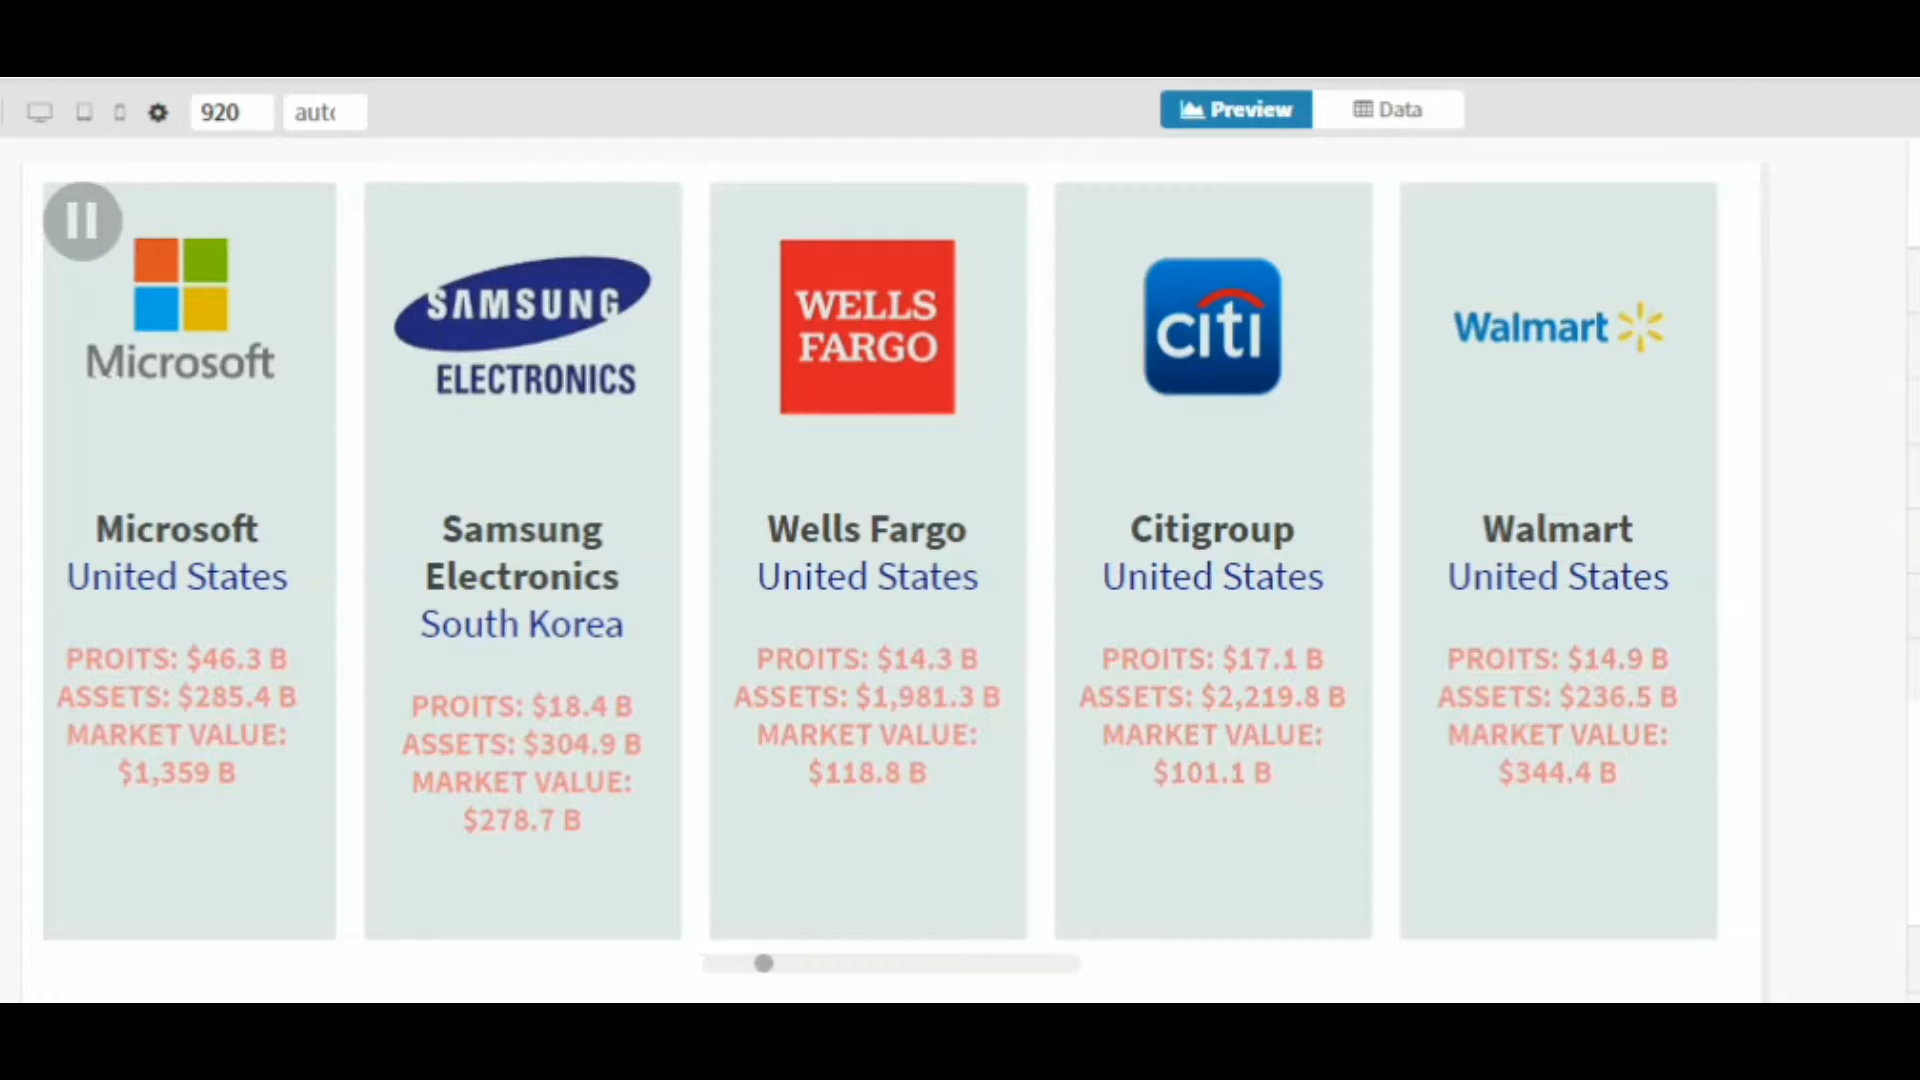 920
auto
Preview
Data
Microsoft
SAMSUNG
ELECTRONICS
WELLS
FARGO
citi
Walmart
Microsoft
United States
PROITS: $46.3 B
ASSETS: $285.4 B
MARKET VALUE:
$1,359 B
Samsung
Electronics
South Korea
PROITS: $18.4 B
ASSETS: $304.9 B
MARKET VALUE:
$278.7 B
Wells Fargo
United States
PROITS: $14.3 B
ASSETS: $1,981.3 B
MARKET VALUE:
$118.8 B
Citigroup
United States
PROITS: $17.1 B
ASSETS: $2,219.8 B
MARKET VALUE:
$101.1 B
Walmart
United States
PROITS: $14.9 B
ASSETS: $236.5 B
MARKET VALUE:
$344.4 B